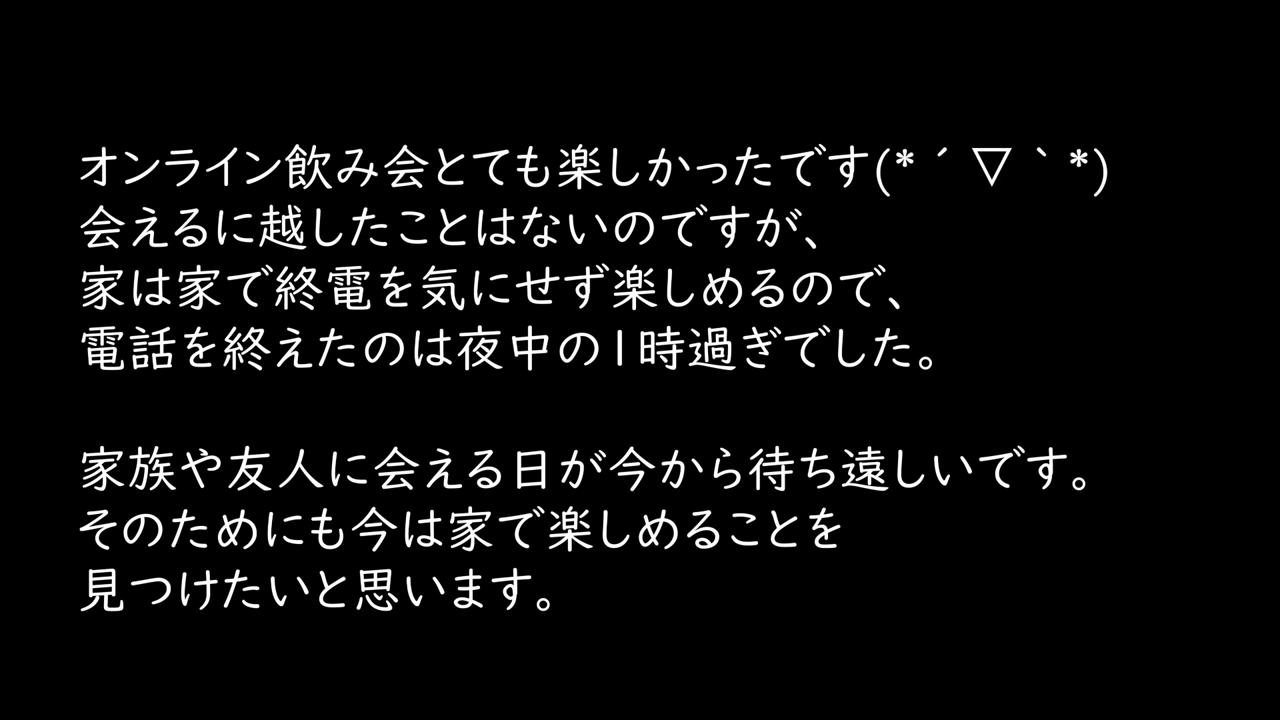 オンライン飲み会とても楽しかったです(*´▽`*)
会えるに越したことはないのですが、
家は家で終電を気にせず楽しめるので、
電話を終えたのは夜中の1時過ぎでした。
家族や友人に会える日が今から待ち遠しいです。
そのためにも今は家で楽しめることを
見つけたいと思います。